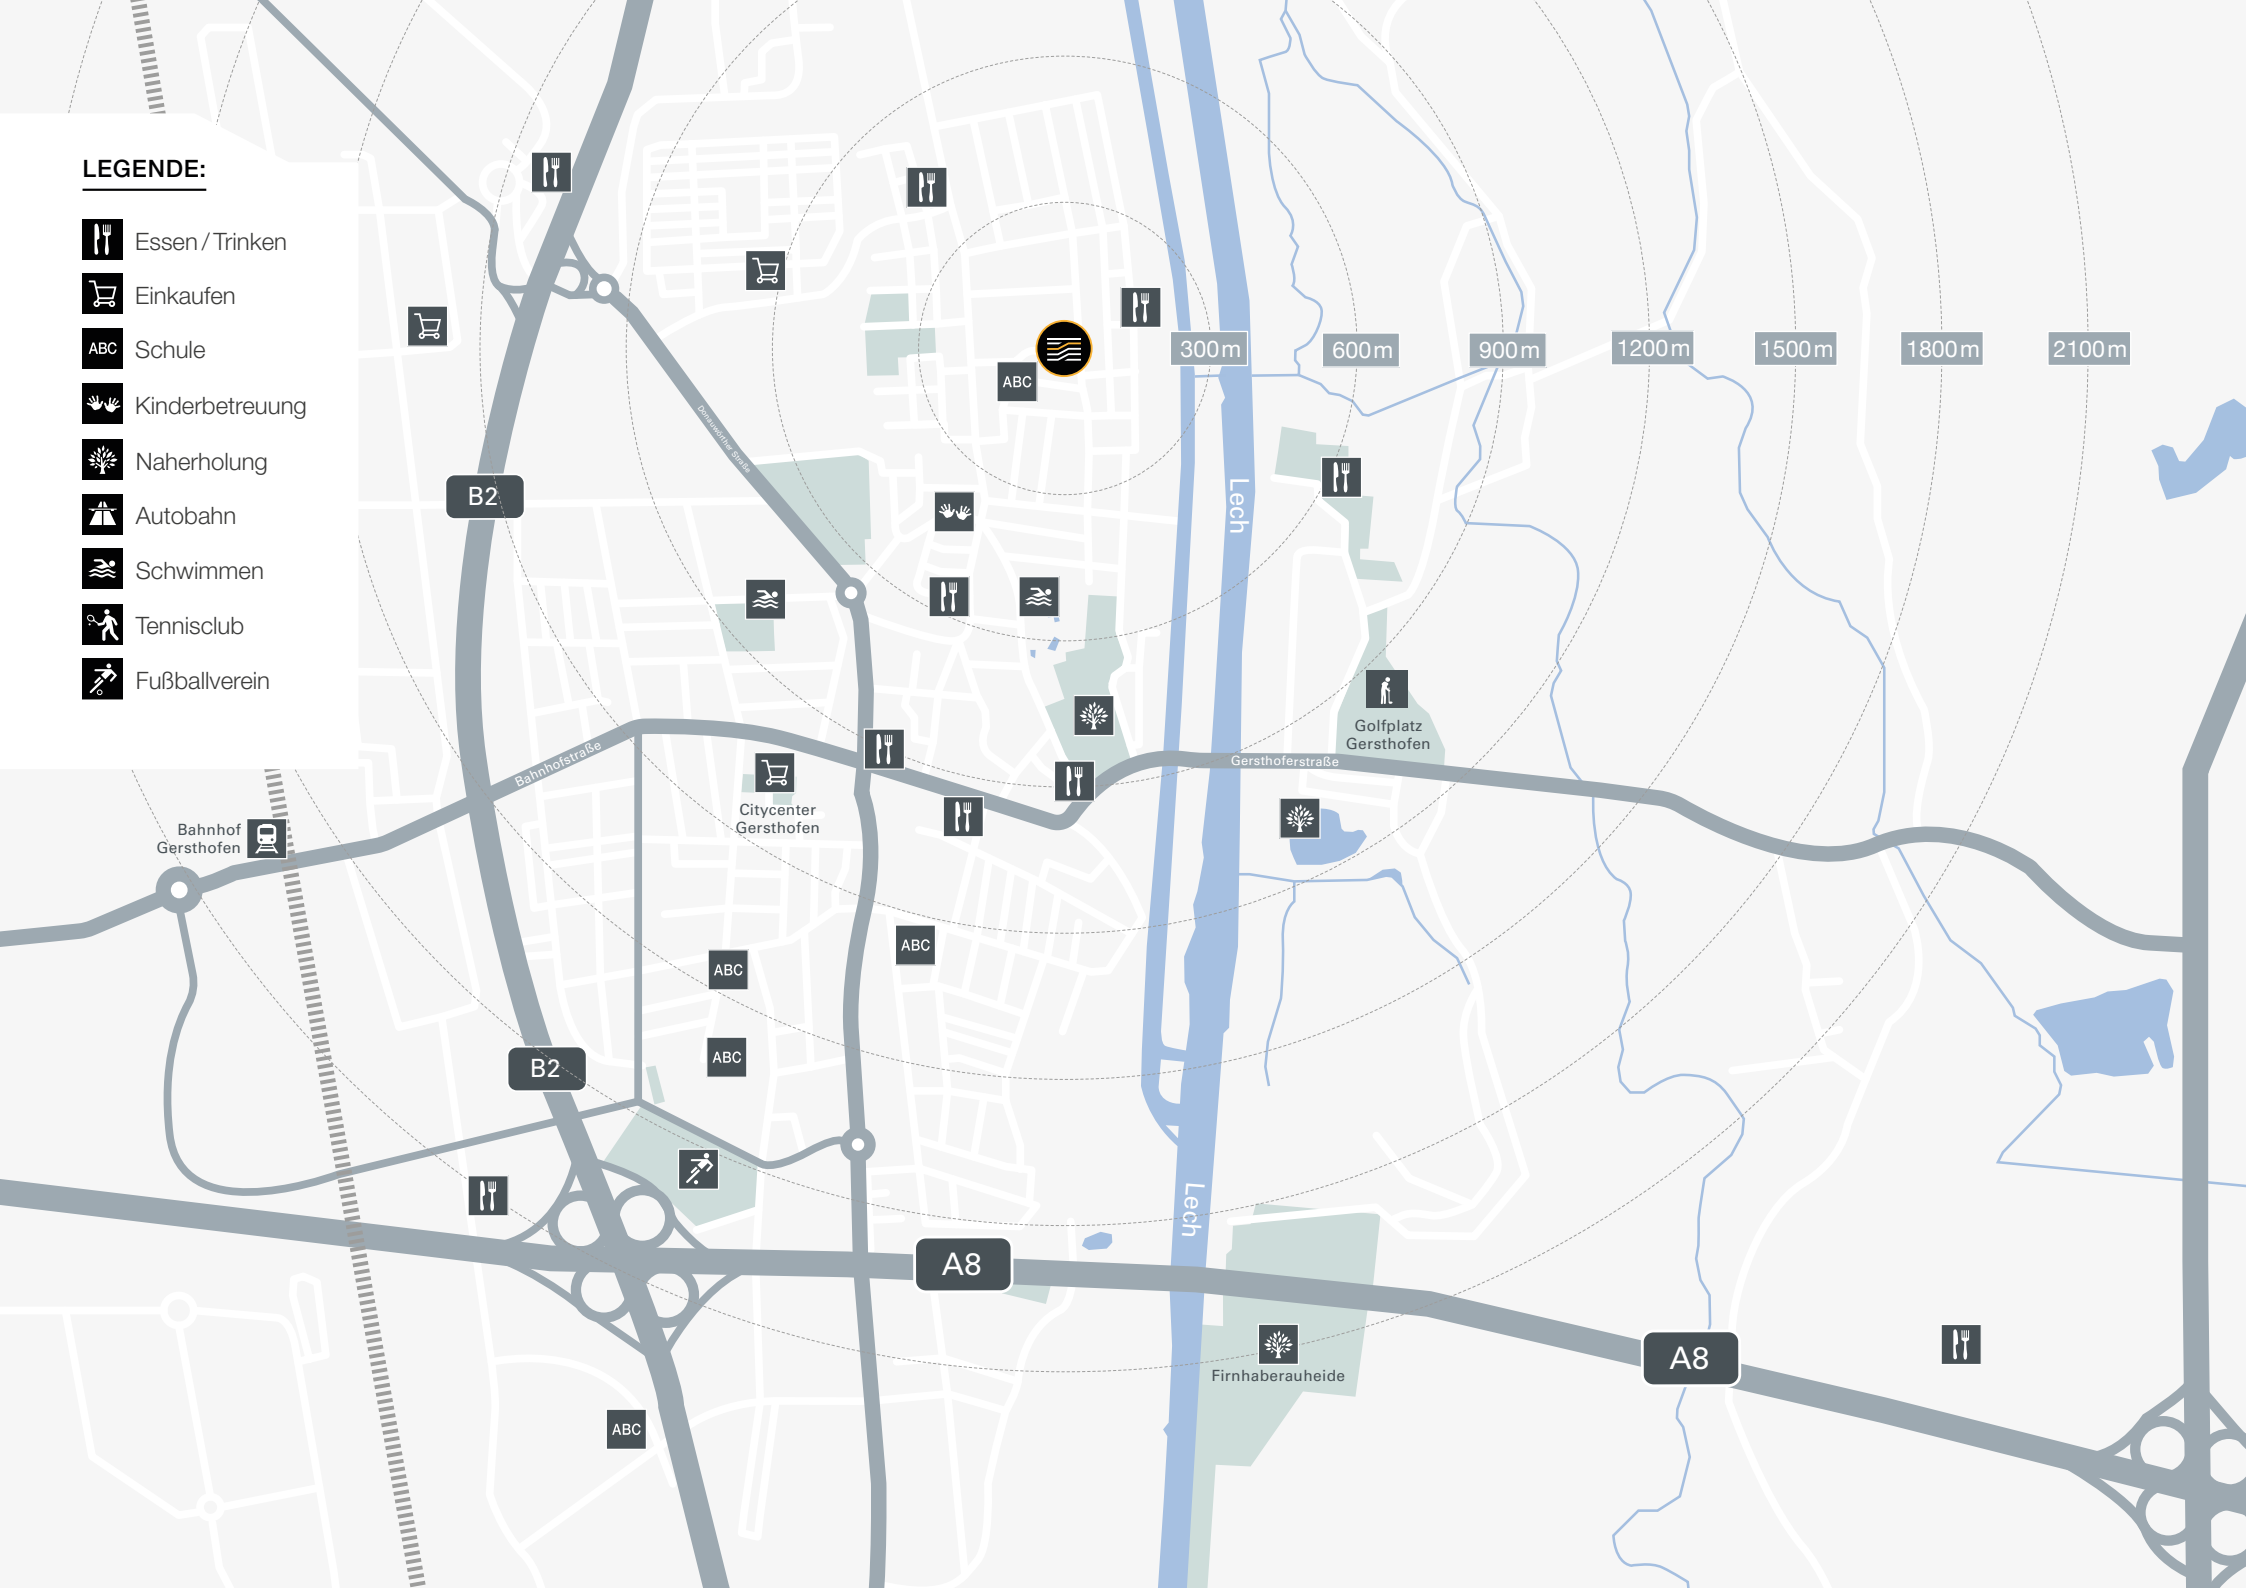 LEGENDE:
Essen / Trinken
Einkaufen
ABC
Schule
Kinderbetreuung
Naherholung
Autobahn
Schwimmen
Tennisclub
Fußballverein
ABC
300m
600m
900m
1200m
1500m
1800m
2100m
Donauwörther Straße
B2
Lech
Golfplatz
Gersthofen
Bahnhofstraße
Gersthoferstraße
Citycenter
Gersthofen
Bahnhof
Gersthofen
ABC
ABC
ABC
B2
Lech
A8
A8
Firnhaberauheide
ABC